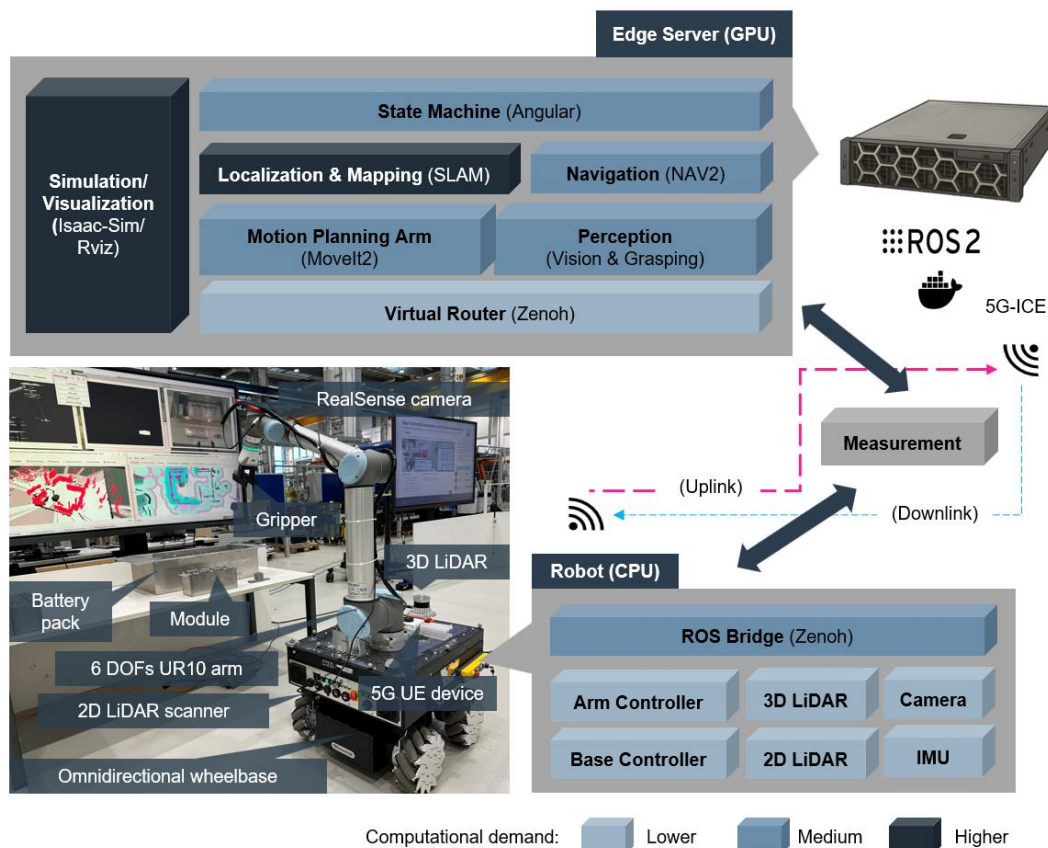 Edge Server (GPU)
State Machine (Angular)
Simulation/
Visualization
(Isaac-Sim/
Rviz)
Localization & Mapping (SLAM)
Navigation (NAV2)
Motion Planning Arm
(MoveIt2)
Perception
(Vision & Grasping)
Virtual Router (Zenoh)
ROS 2
5G-ICE
RealSense camera
Measurement
Gripper
(Uplink)
(Downlink)
3D LiDAR
Robot (CPU)
Battery
pack
Module
ROS Bridge (Zenoh)
6 DOFs UR10 arm
5G UE device
2D LiDAR scanner
Arm Controller
3D LiDAR
Camera
Omnidirectional wheelbase
Base Controller
2D LiDAR
IMU
Computational demand:
Lower
Medium
Higher